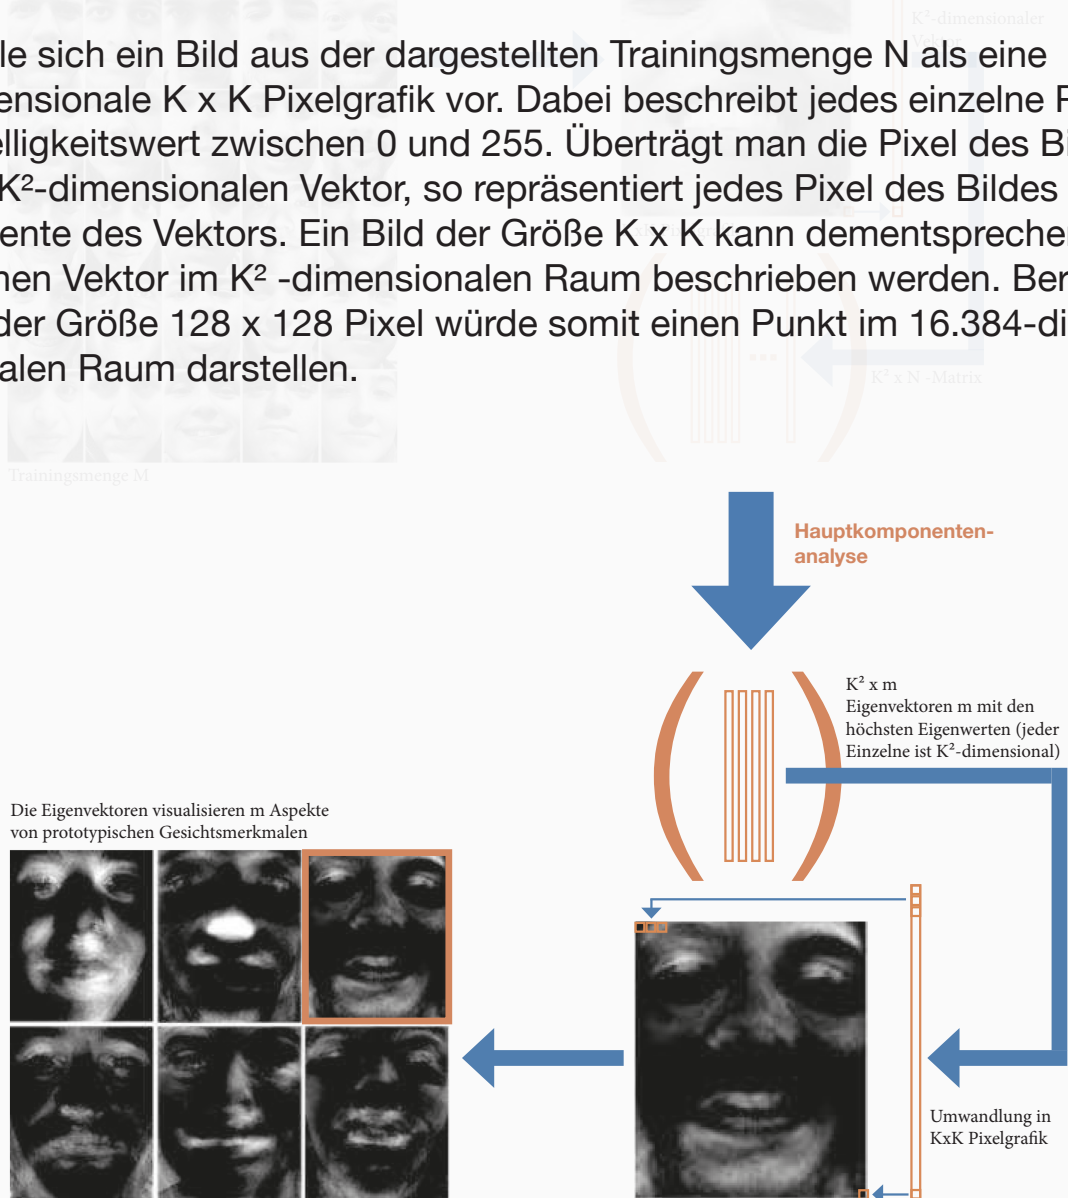 le sich ein Bild aus der dargestellten Trainingsmenge N als eine
ensionale K x K Pixelgrafik vor. Dabei beschreibt jedes einzelne P
elligkeitswert zwischen 0 und 255. Überträgt man die Pixel des Bi
K²-dimensionalen Vektor, so repräsentiert jedes Pixel des Bildes
ente des Vektors. Ein Bild der Größe K x K kann dementspreche
nen Vektor im K² -dimensionalen Raum beschrieben werden. Ber
der Größe 128 x 128 Pixel würde somit einen Punkt im 16.384-di
alen Raum darstellen.
K²-dimensionaler
Vektor
K² x N -Matrix
Trainingsmenge M
Hauptkomponenten-
analyse
K² x m
Eigenvektoren m mit den
höchsten Eigenwerten (jeder
Einzelne ist K²-dimensional)
Die Eigenvektoren visualisieren m Aspekte
von prototypischen Gesichtsmerkmalen
Umwandlung in
KxK Pixelgrafik